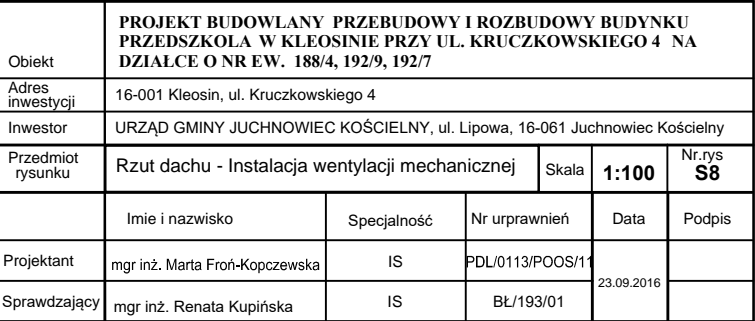 PROJEKT BUDOWLANY PRZEBUDOWY I ROZBUDOWY BUDYNKU
PRZEDSZKOLA W KLEOSINIE PRZY UL. KRUCZKOWSKIEGO 4 NA
Obiekt DZIAŁCE O NR EW. 188/4, 192/9, 192/7
Adres
inwestycji 16-001 Kleosin, ul. Kruczkowskiego 4
Inwestor URZĄD GMINY JUCHNOWIEC KOŚCIELNY, ul. Lipowa, 16-061 Juchnowiec Kościelny
Przedmiot
rysunku Rzut dachu - Instalacja wentylacji mechanicznej Skala 1:100 Nr.rys
S8
Imie i nazwisko Specjalność Nr urprawnień Data Podpis
Projektant mgr inż. Marta Froń-Kopczewska IS PDL/0113/POOS/11
23.09.2016
Sprawdzający mgr inż. Renata Kupińska IS BŁ/193/01